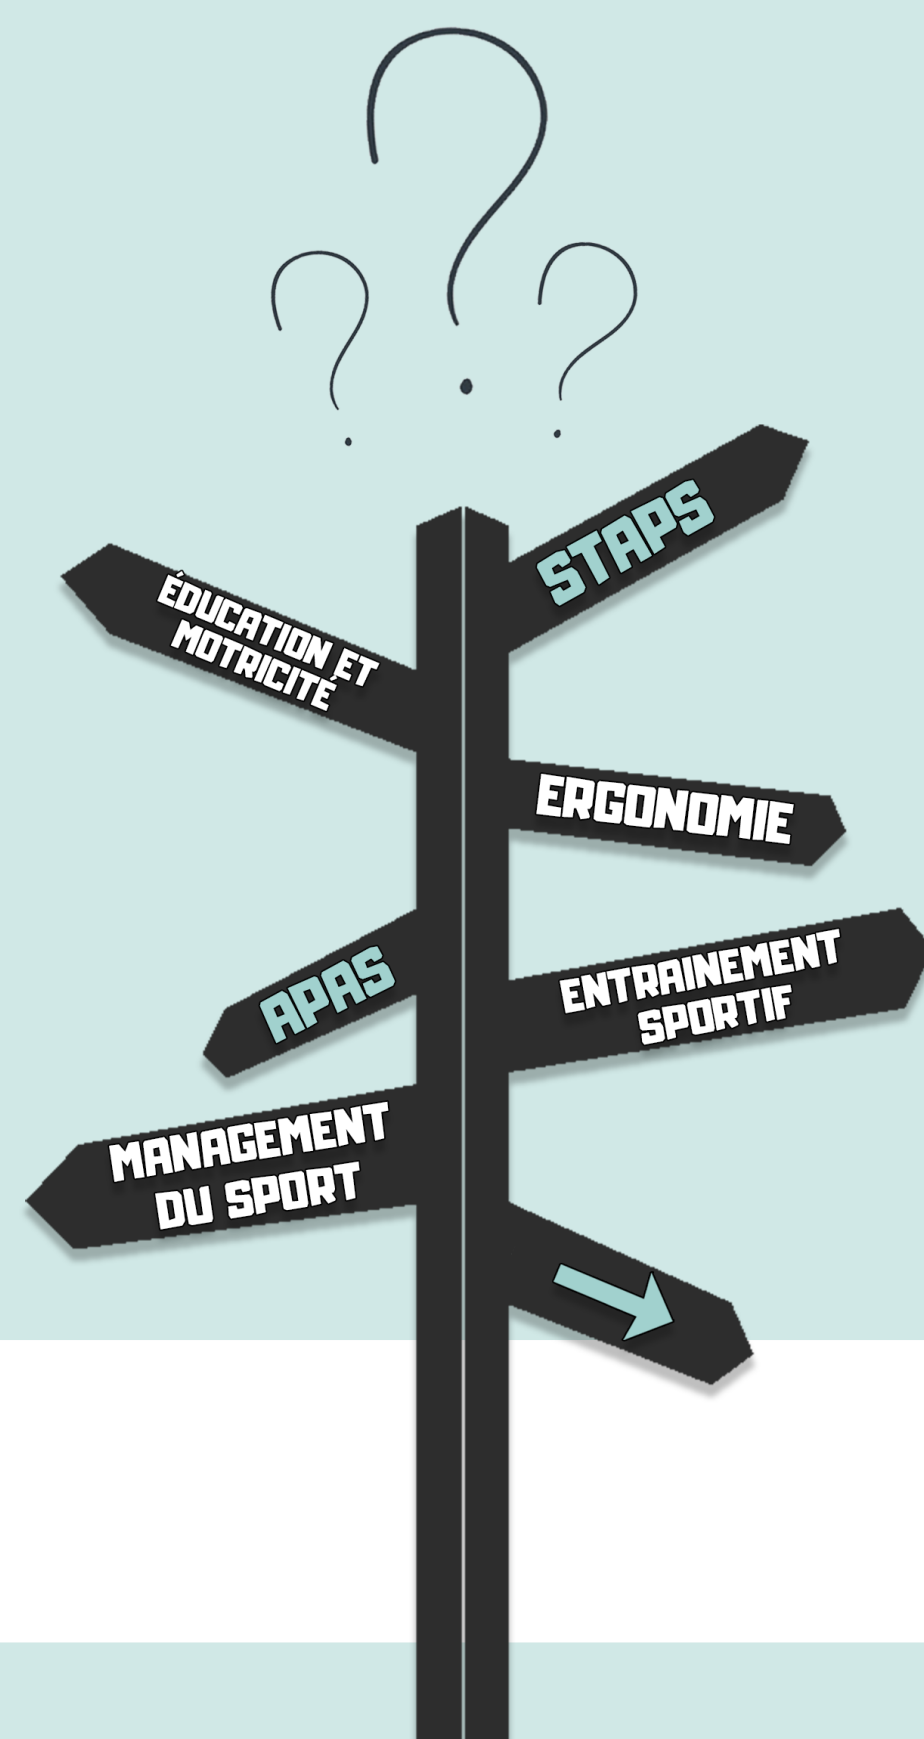 ?
? ?
STAPS
ÉDUCATION ET
MOTRICITÉ
ERGONOMIE
APAS
ENTRAINEMENT
SPORTIF
MANAGEMENT
DU SPORT